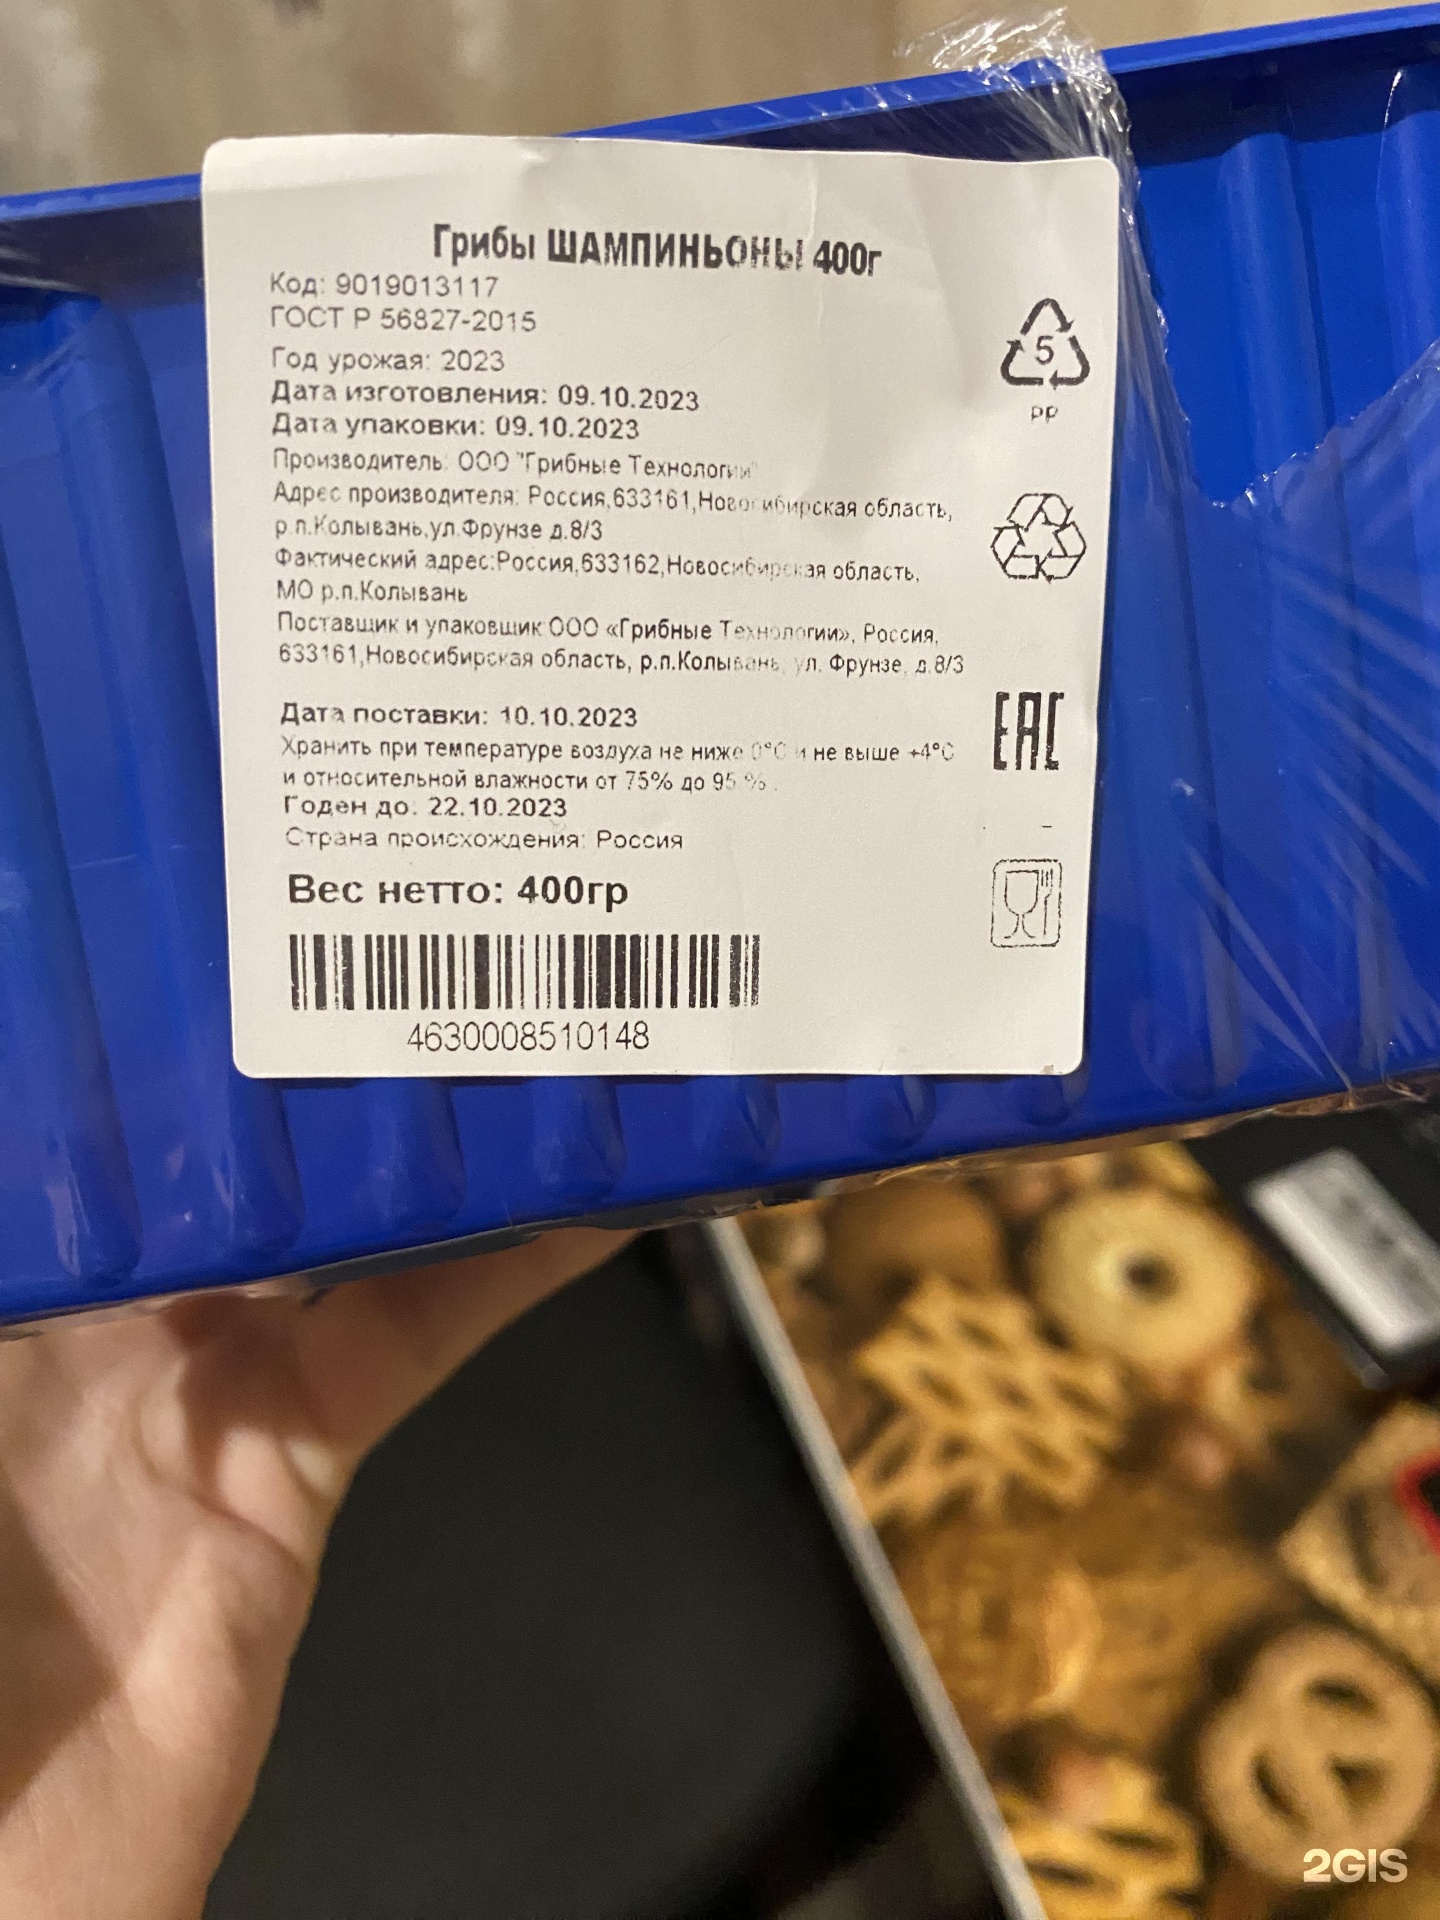 Грибы ШАМПИНЬОНЫ 400г
Код: 9019013117
ГОСТ Р 56827-2015
Год урожая: 2023
Дата изготовления: 09.10.2023
Дата упаковки: 09.10.2023
Производитель: ООО "Грибные Технологии"
Адрес производителя: Россия,633161,Новосибирская область,
р.п.Колывань,ул.Фрунзе д.8/3
Фактический адрес:Россия,633162,Новосибирская область,
МО р.п.Колывань
Поставщик и упаковщик:ООО «Грибные Технологии», Россия,
633161,Новосибирская область, р.п.Колывань, ул. Фрунзе, д.8/3
Дата поставки: 10.10.2023
Хранить при температуре воздуха не ниже 0°С и не выше +4°С
и относительной влажности от 75% до 95 % .
Годен до: 22.10.2023
Страна происхождения: Россия
Вес нетто: 400гр
4630008510148
5
PP
EAC
2GIS